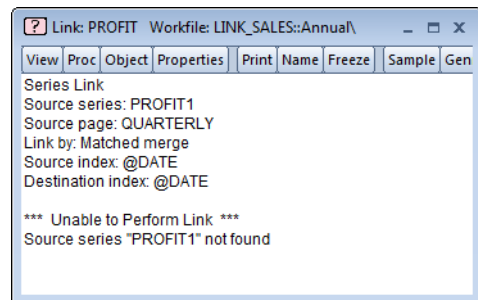 ? Link: PROFIT Workfile: LINK_SALES::Annual\
View Proc Object Properties Print Name Freeze Sample Gen
Series Link
Source series: PROFIT1
Source page: QUARTERLY
Link by: Matched merge
Source index: @DATE
Destination index: @DATE
*** Unable to Perform Link ***
Source series "PROFIT1" not found